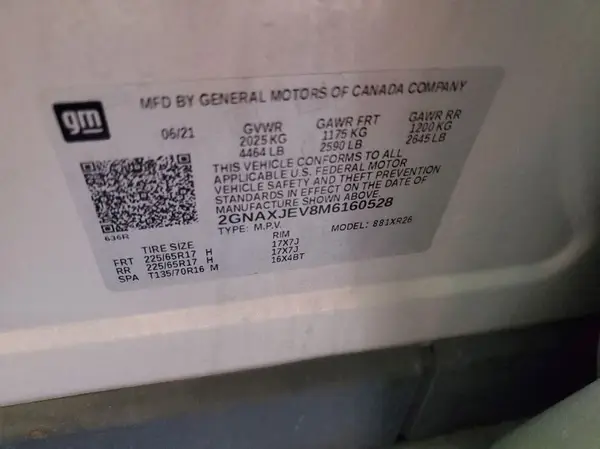 gm
MFD BY GENERAL MOTORS OF CANADA COMPANY
06/21 GVWR GAWR FRT GAWR RR
2025 KG 1175 KG 1200 KG
4464 LB 2590 LB 2645 LB
THIS VEHICLE CONFORMS TO ALL
APPLICABLE U.S. FEDERAL MOTOR
VEHICLE SAFETY AND THEFT PREVENTION
STANDARDS IN EFFECT ON THE DATE OF
MANUFACTURE SHOWN ABOVE.
2GNAXJEV8M6160528
TYPE: M.P.V. MODEL: 881XR26
636R
TIRE SIZE RIM
FRT 225/65R17 H 17X7J
RR 225/65R17 H 17X7J
SPA T135/70R16 M 16X4BT